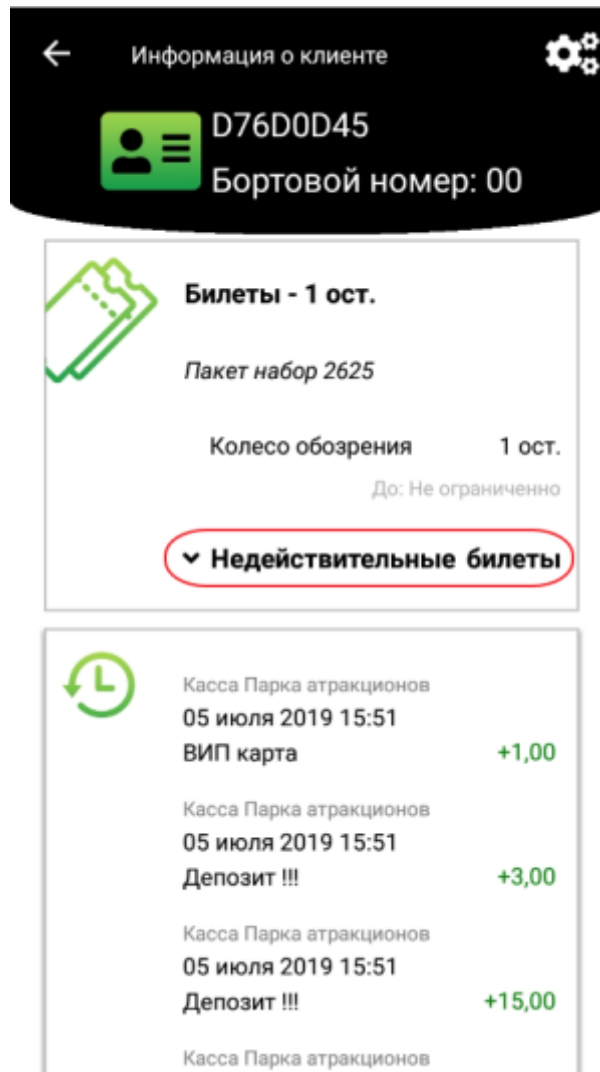 Информация о клиенте
D76D0D45
Бортовой номер: 00
Билеты - 1 ост.
Пакет набор 2625
Колесо обозрения 1 ост.
До: Не ограниченно
Недействительные билеты
Касса Парка атракционов
05 июля 2019 15:51
ВИП карта +1,00
Касса Парка атракционов
05 июля 2019 15:51
Депозит !!! +3,00
Касса Парка атракционов
05 июля 2019 15:51
Депозит !!! +15,00
Касса Парка атракционов